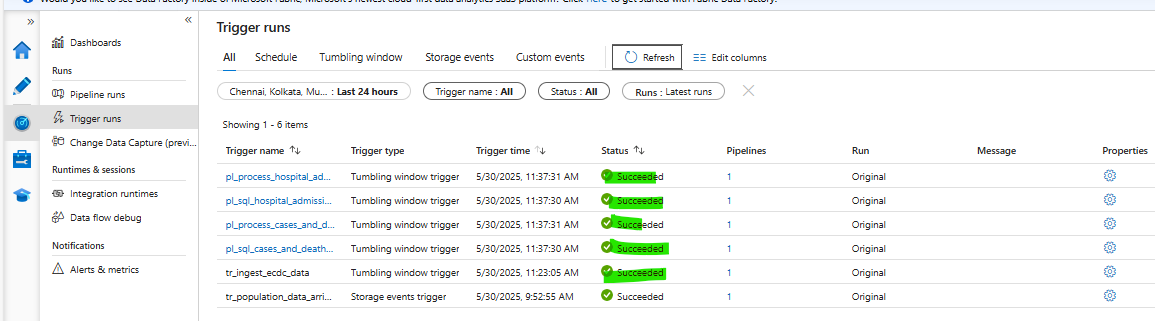 Would you like to see Data Factory inside of Microsoft Fabric, Microsoft's newest cloud-first data analytics SaaS platform? Click here to get started with Fabric Data Factory.
Dashboards
Runs
Pipeline runs
Trigger runs
Change Data Capture (previ...
Runtimes & sessions
Integration runtimes
Data flow debug
Notifications
Alerts & metrics
Trigger runs
All Schedule Tumbling window Storage events Custom events Refresh Edit columns
Chennai, Kolkata, Mu... : Last 24 hours Trigger name : All Status : All Runs : Latest runs
Showing 1 - 6 items
Trigger name Trigger type Trigger time Status Pipelines Run Message Properties
pl_process_hospital_ad... Tumbling window trigger 5/30/2025, 11:37:31 AM Succeeded 1 Original
pl_sql_hospital_admissi... Tumbling window trigger 5/30/2025, 11:37:30 AM Succeeded 1 Original
pl_process_cases_and_d... Tumbling window trigger 5/30/2025, 11:37:31 AM Succeeded 1 Original
pl_sql_cases_and_death... Tumbling window trigger 5/30/2025, 11:37:30 AM Succeeded 1 Original
tr_ingest_ecdc_data Tumbling window trigger 5/30/2025, 11:23:05 AM Succeeded 1 Original
tr_population_data_arri... Storage events trigger 5/30/2025, 9:52:55 AM Succeeded 1 Original